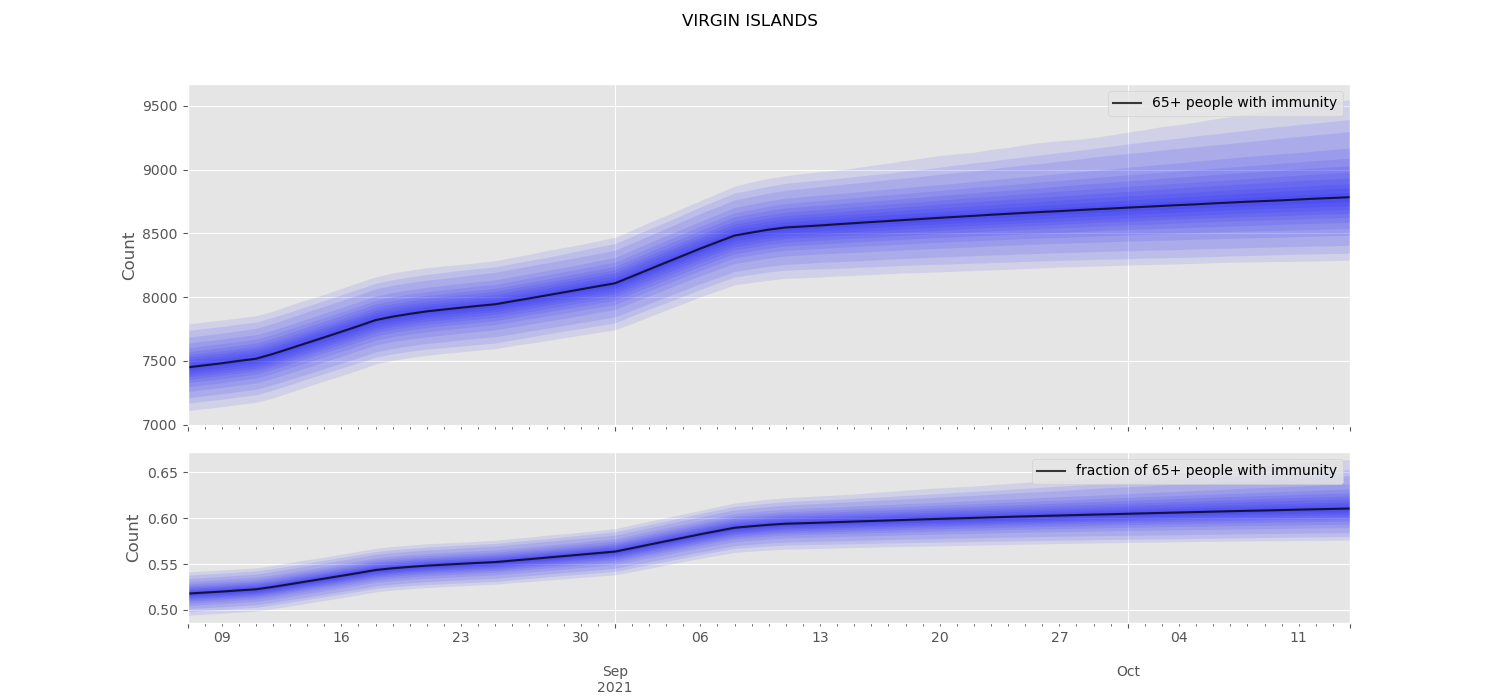 VIRGIN ISLANDS
65+ people with immunity
9500
9000
8500
8000
7500
7000
Count
fraction of 65+ people with immunity
0.65
0.60
0.55
0.50
Count
09 16 23 30 06 13 20 27 04 11
Sep Oct
2021